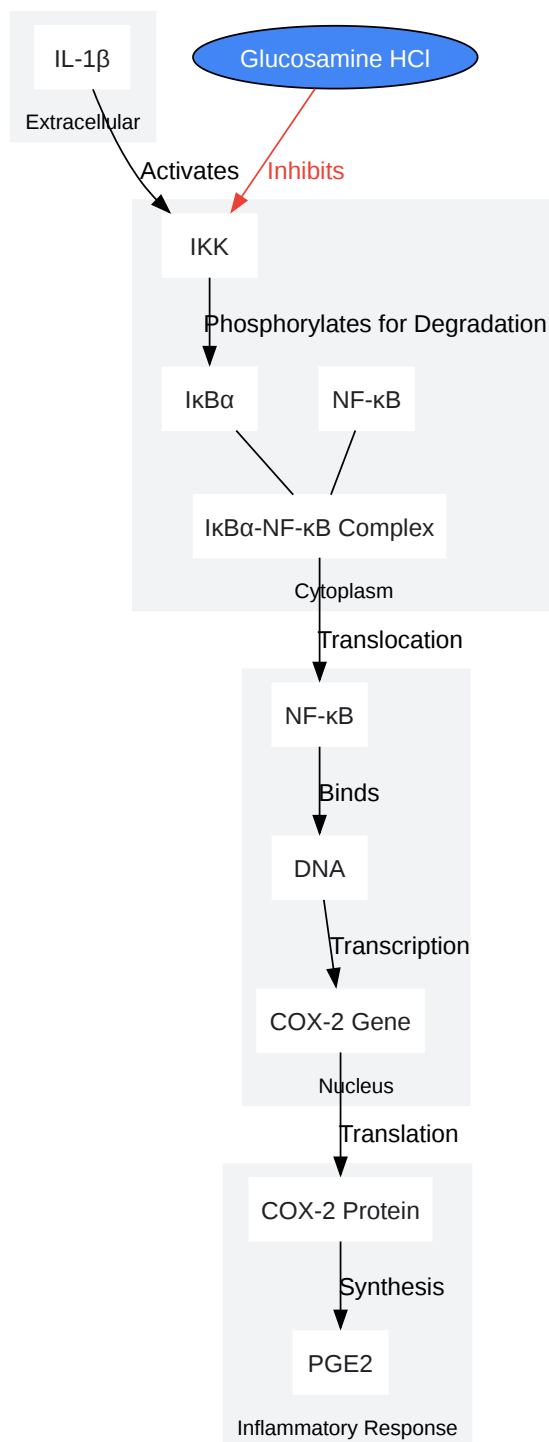 IL-1β
Glucosamine HCl
Extracellular
Activates
Inhibits
IKK
Phosphorylates for Degradation
IκBα
NF-κB
IκBα-NF-κB Complex
Cytoplasm
Translocation
NF-κB
Binds
DNA
Transcription
COX-2 Gene
Nucleus
Translation
COX-2 Protein
Synthesis
PGE2
Inflammatory Response